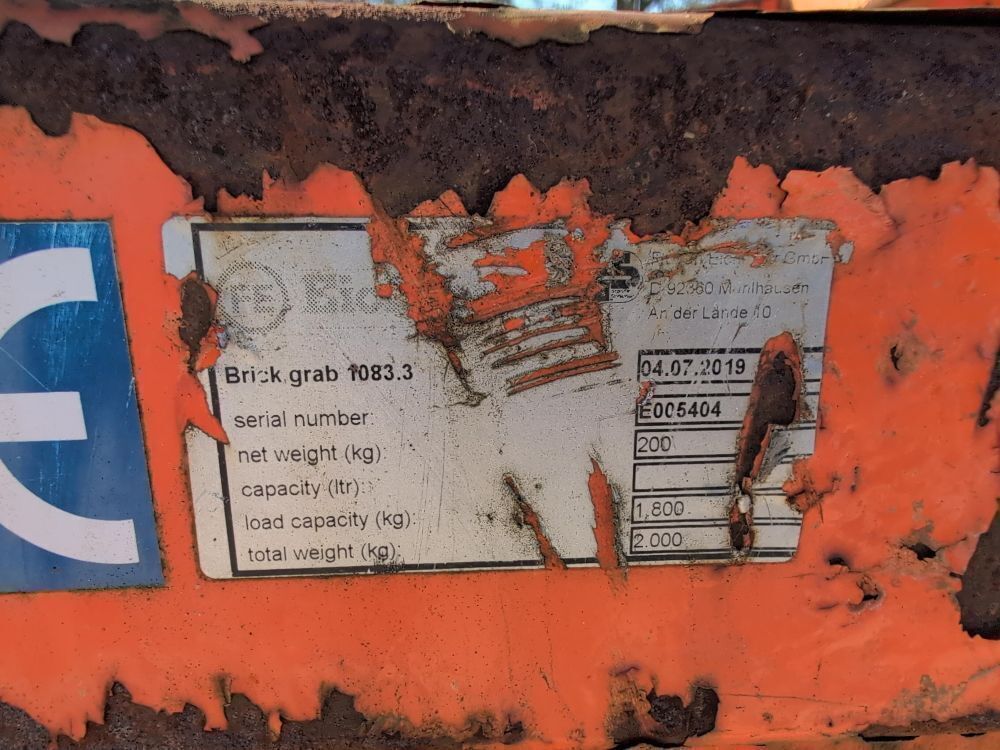 GmbH
D 92360 Mühlhausen
An der Lände 10
Brick grab 1083.3
04.07.2019
serial number:
E005404
net weight (kg):
200
capacity (ltr):
load capacity (kg):
1,800
total weight (kg):
2.000